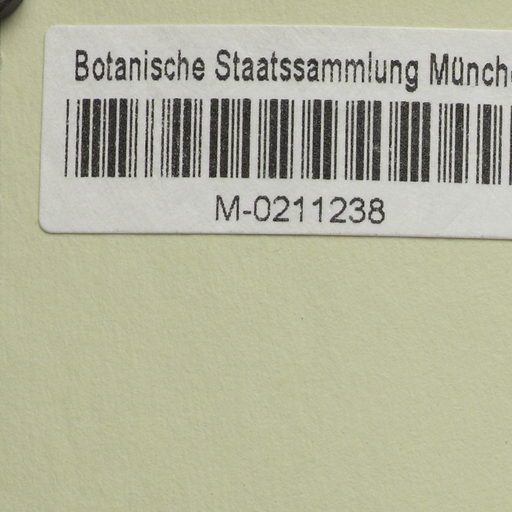 Botanische Staatssammlung Münch
M-0211238